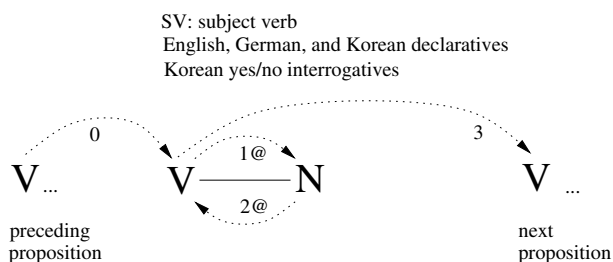 SV: subject verb
English, German, and Korean declaratives
Korean yes/no interrogatives
0
1@
3
V ...
V
N
V ...
2@
preceding
proposition
next
proposition